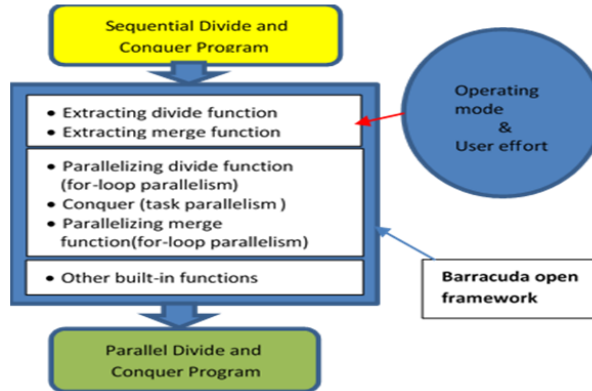 Sequential Divide and
Conquer Program
• Extracting divide function
• Extracting merge function
• Parallelizing divide function
(for-loop parallelism)
• Conquer (task parallelism )
• Parallelizing merge
function(for-loop parallelism)
• Other built-in functions
Parallel Divide and
Conquer Program
Operating
mode
&
User effort
Barracuda open
framework